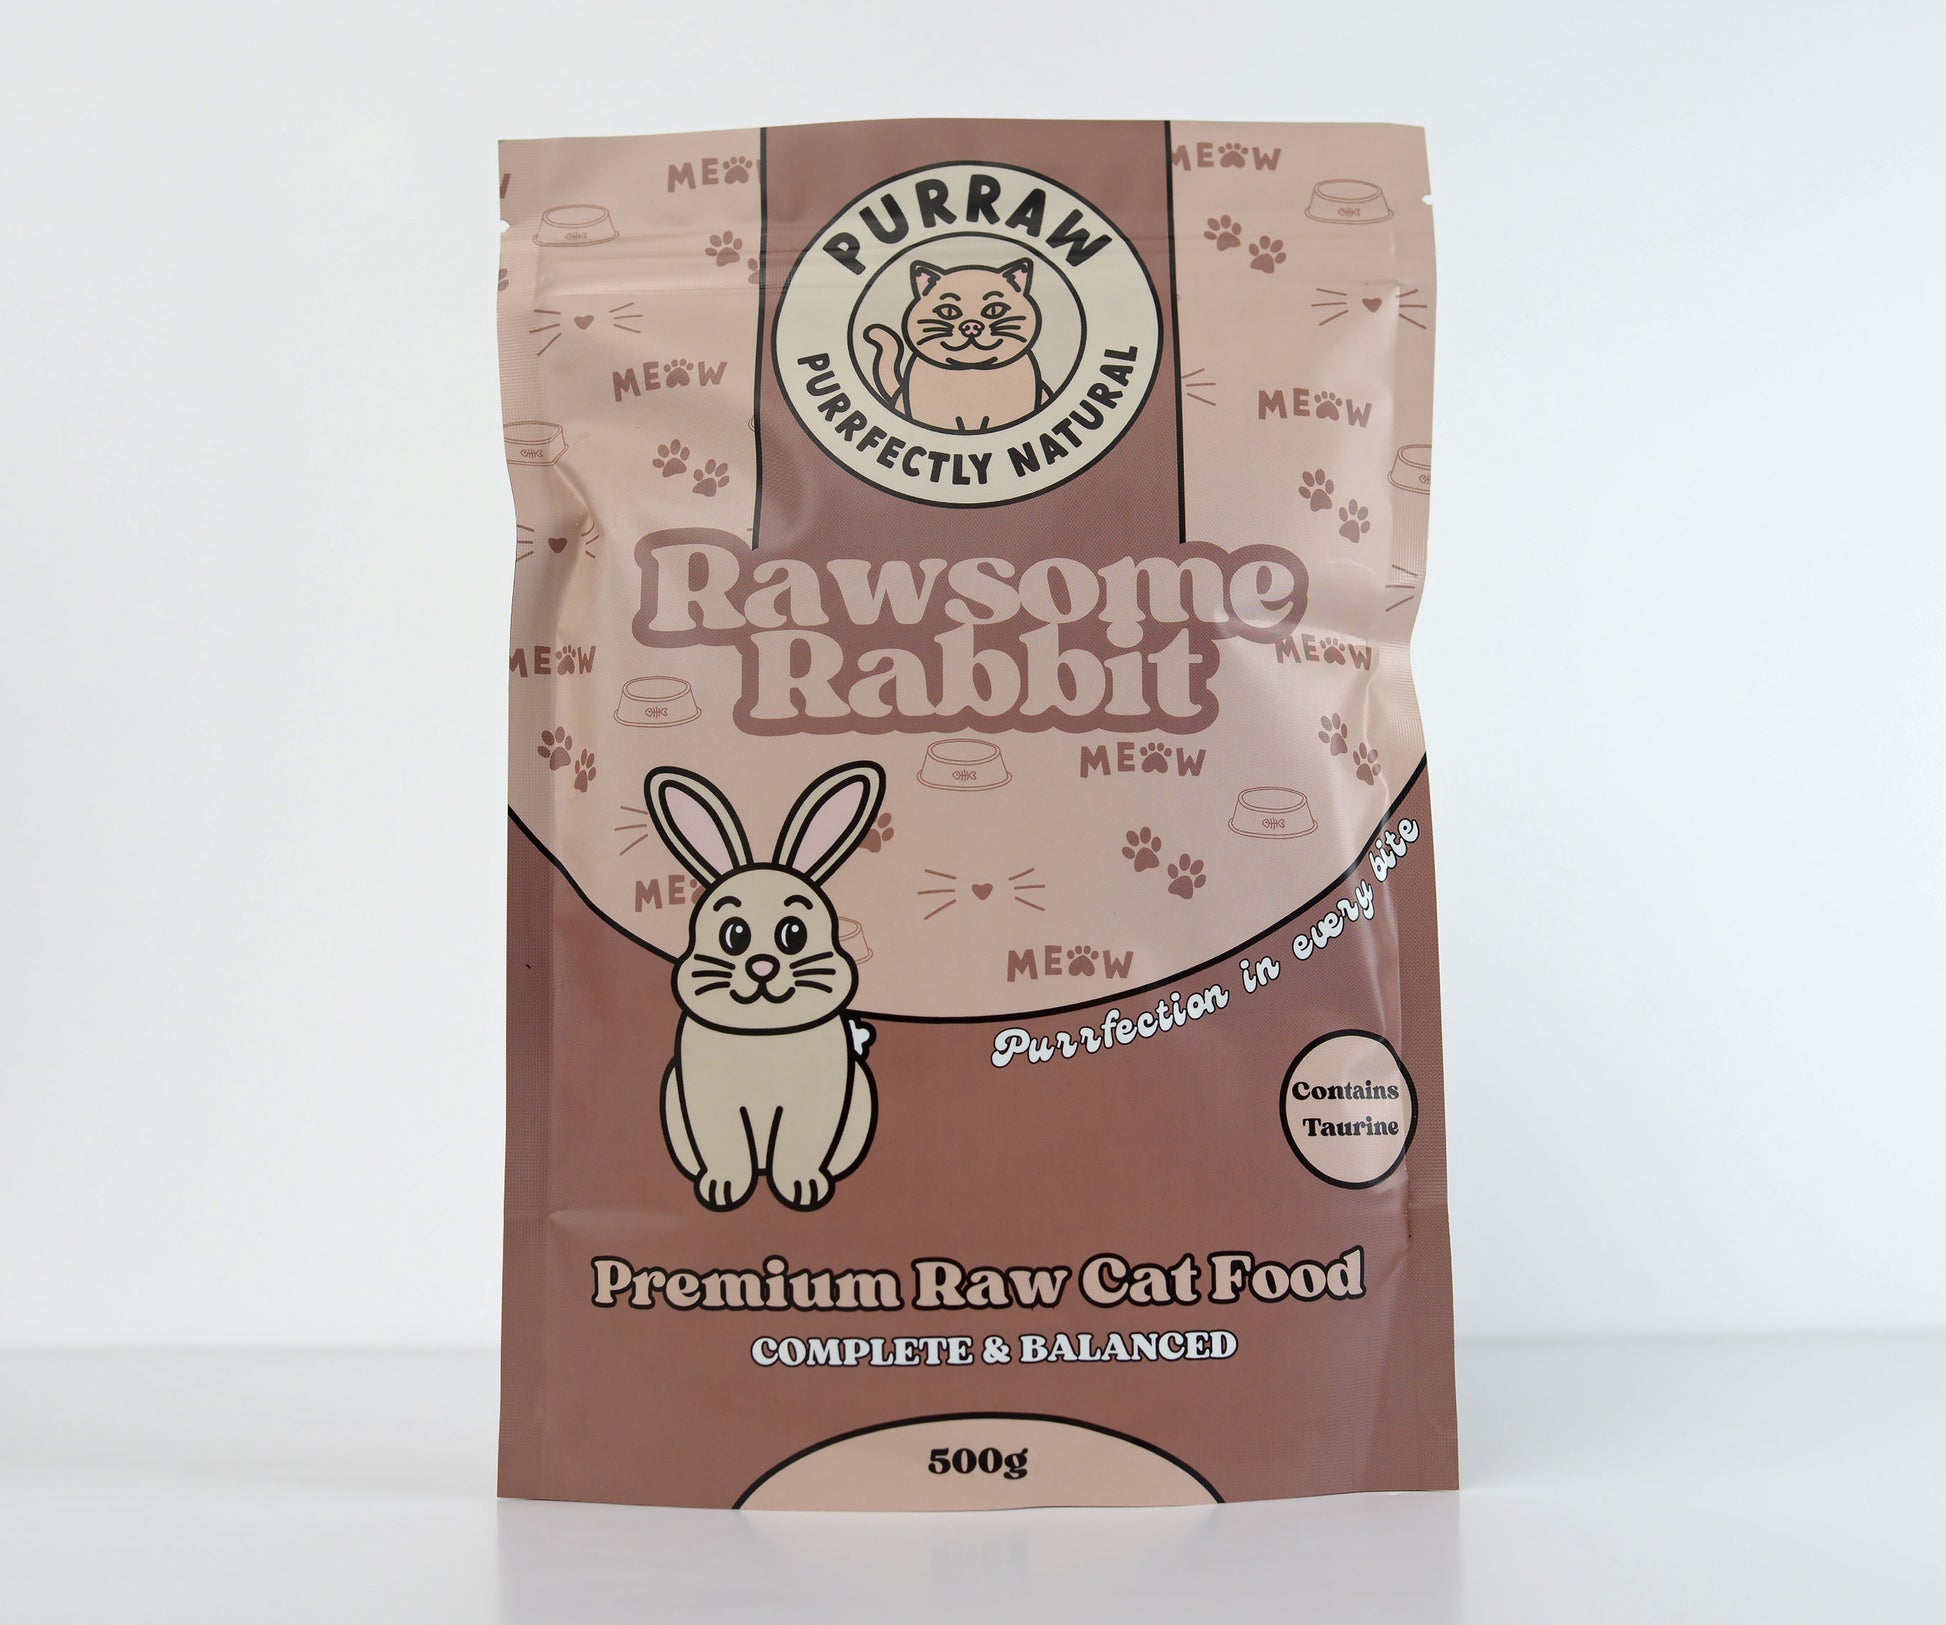 MEOW
MEOW
PURRAW
PURRFECTLY NATURAL
MEOW
MEOW
Rawsome
Rabbit
MEOW
MEOW
MEOW
MEOW
Purrfection in every bite
Contains
Taurine
Premium Raw Cat Food
COMPLETE & BALANCED
500g